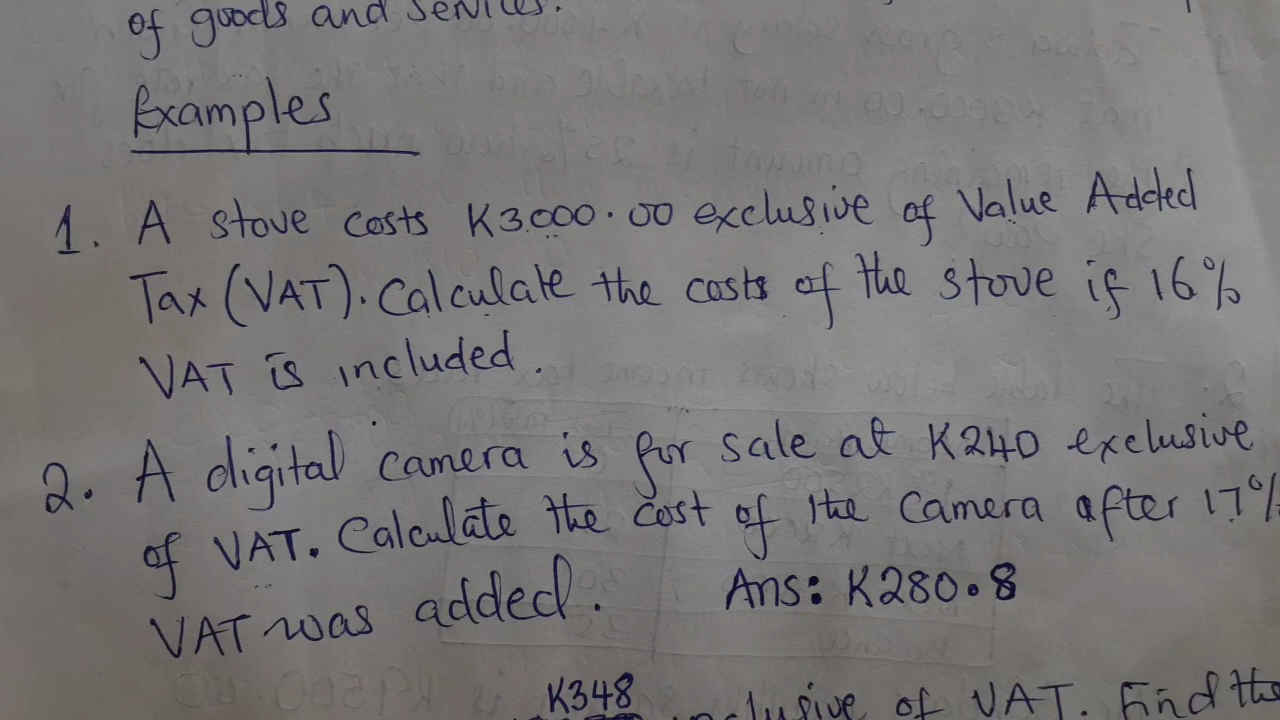 of goods and services.
Examples
1. A stove costs K3000.00 exclusive of Value Added
Tax (VAT). Calculate the costs of the stove if 16%
VAT is included.
2. A digital camera is for sale at K240 exclusive
of VAT. Calculate the cost of the camera after 17%
VAT was added. Ans: K280.8
K348
inclusive of VAT. Find the